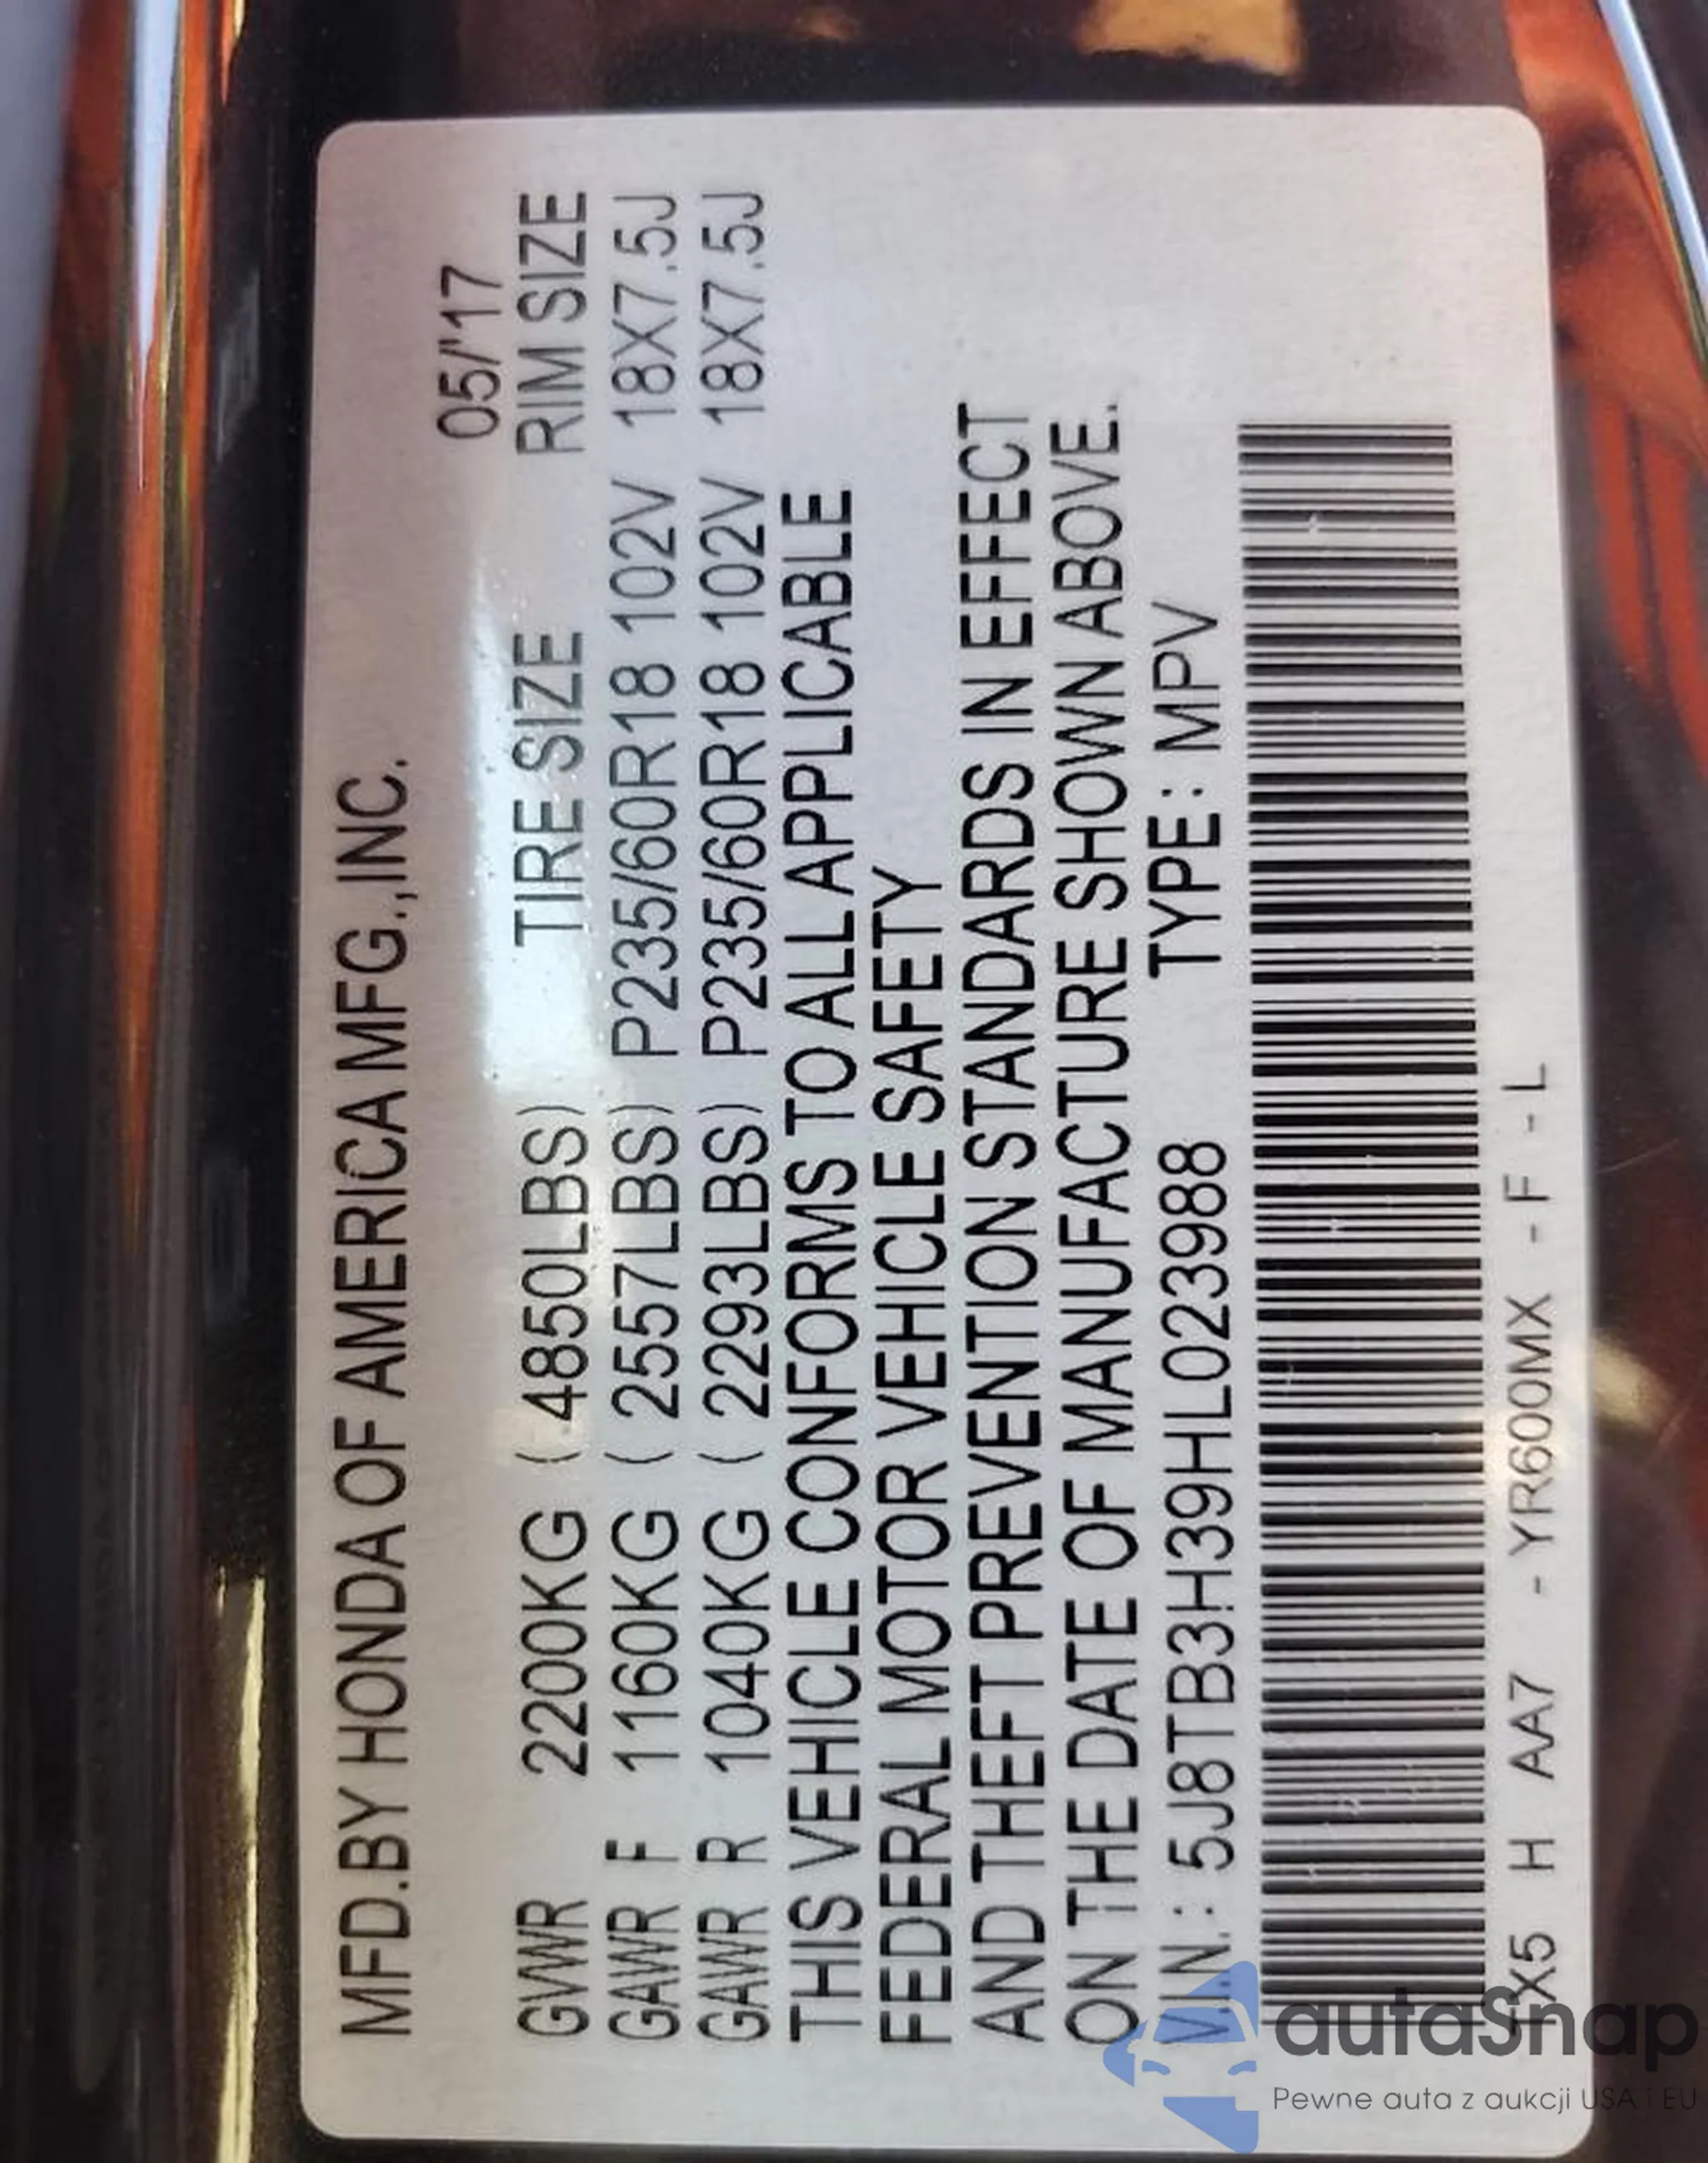 MFD.BY HONDA OF AMERICA MFG.,INC.
05/'17
GVWR 2200KG ( 4850LBS) TIRE SIZE RIM SIZE
GAWR F 1160KG ( 2557LBS) P235/60R18 102V 18X7.5J
GAWR R 1040KG ( 2293LBS) P235/60R18 102V 18X7.5J
THIS VEHICLE CONFORMS TO ALL APPLICABLE
FEDERAL MOTOR VEHICLE SAFETY
AND THEFT PREVENTION STANDARDS IN EFFECT
ON THE DATE OF MANUFACTURE SHOWN ABOVE.
V.I.N.: 5J8TB3H39HL023988 TYPE: MPV
TX5 H AA7 - YR600MX - F - L
autaSnap
Pewne auta z aukcji USA i EU